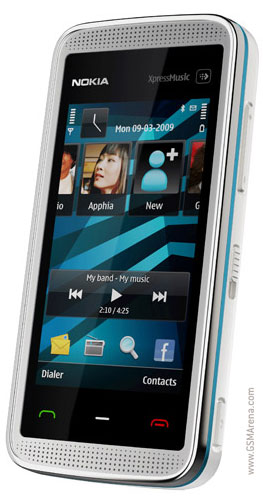 NOKIA XpressMusic
Mon 09-03-2009
io Apphia New G
My band - My music
2:10 / 4:25
f
Dialer Contacts
© www.GSMArena.com